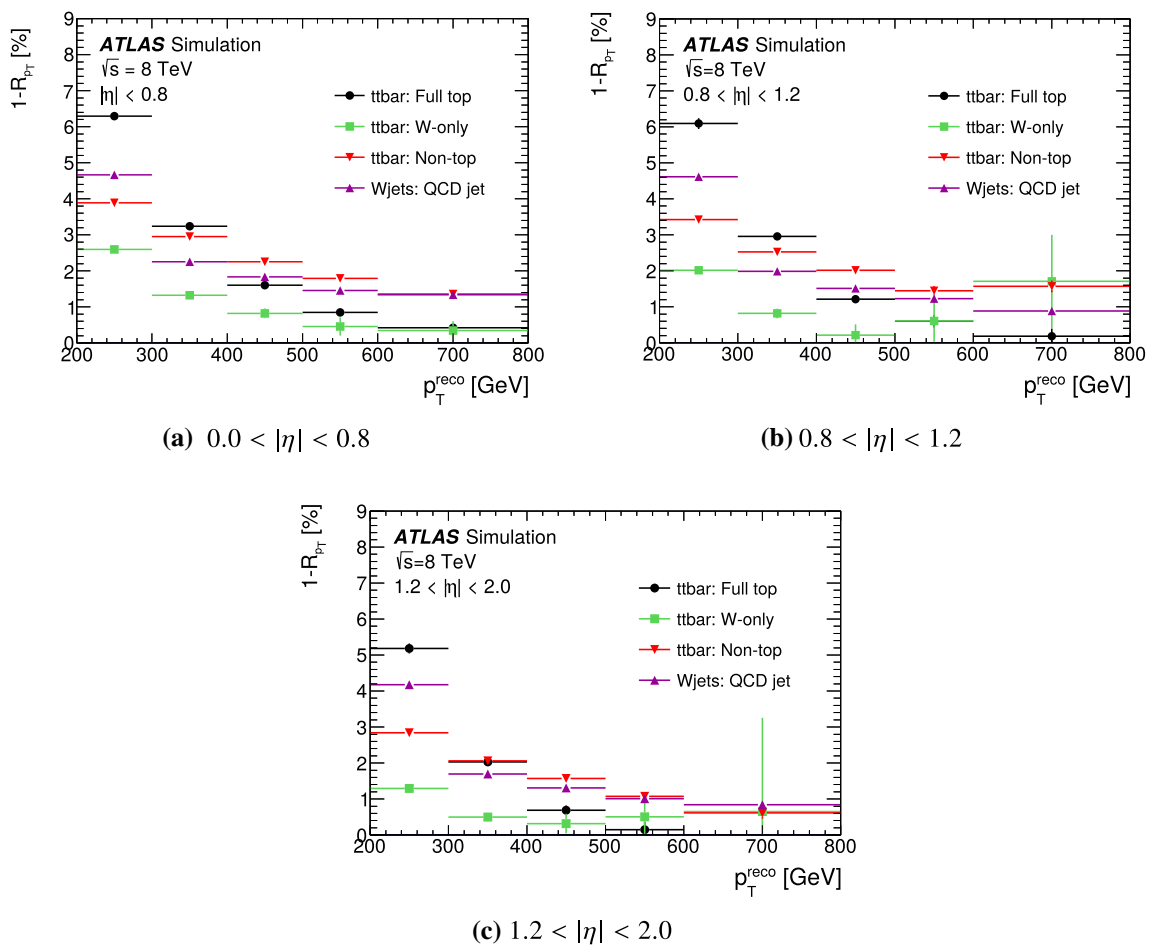 1-R_pT [%]
9
8
7
6
5
4
3
2
1
0
ATLAS Simulation
√s = 8 TeV
|η| < 0.8
ttbar: Full top
ttbar: W-only
ttbar: Non-top
Wjets: QCD jet
200 300 400 500 600 700 800
p_T^reco [GeV]
(a) 0.0 < |η| < 0.8
1-R_pT [%]
9
8
7
6
5
4
3
2
1
0
ATLAS Simulation
√s=8 TeV
0.8 < |η| < 1.2
ttbar: Full top
ttbar: W-only
ttbar: Non-top
Wjets: QCD jet
200 300 400 500 600 700 800
p_T^reco [GeV]
(b) 0.8 < |η| < 1.2
1-R_pT [%]
9
8
7
6
5
4
3
2
1
0
ATLAS Simulation
√s=8 TeV
1.2 < |η| < 2.0
ttbar: Full top
ttbar: W-only
ttbar: Non-top
Wjets: QCD jet
200 300 400 500 600 700 800
p_T^reco [GeV]
(c) 1.2 < |η| < 2.0